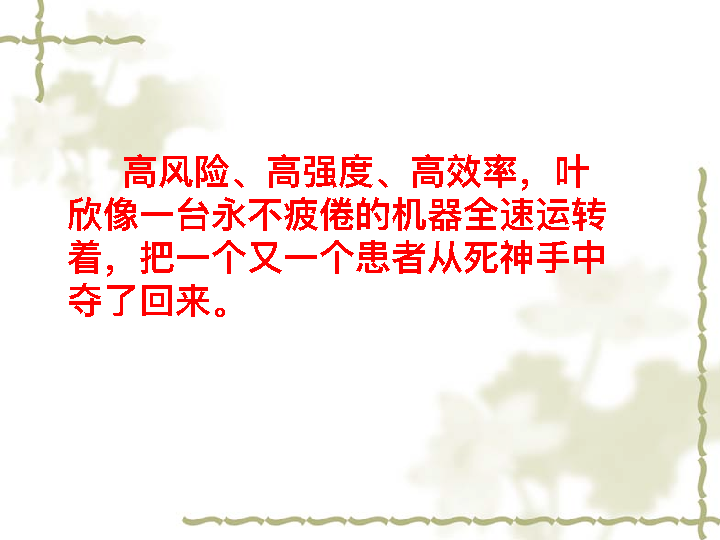 高风险、高强度、高效率，叶
欣像一台永不疲倦的机器全速运转
着，把一个又一个患者从死神手中
夺了回来。